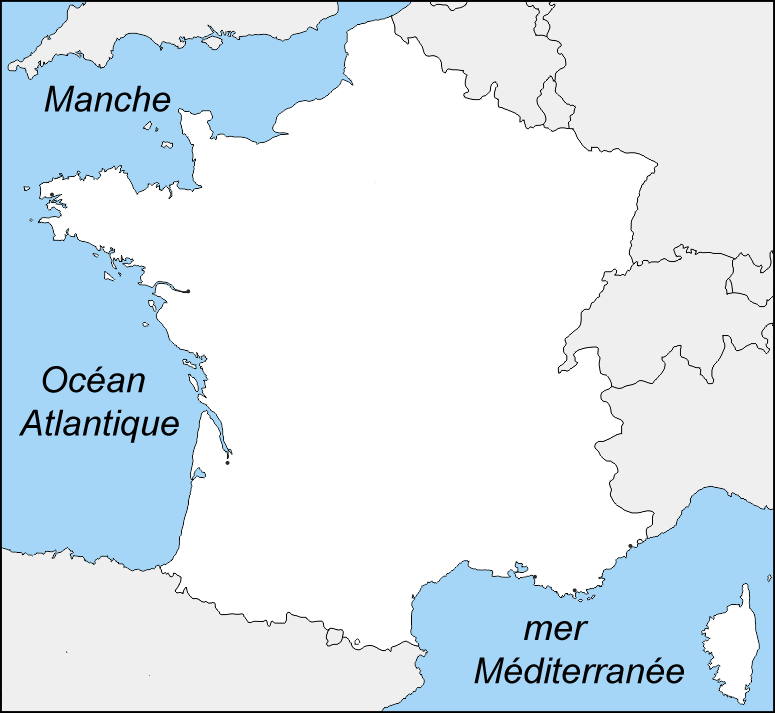 Manche
Océan
Atlantique
mer
Méditerranée